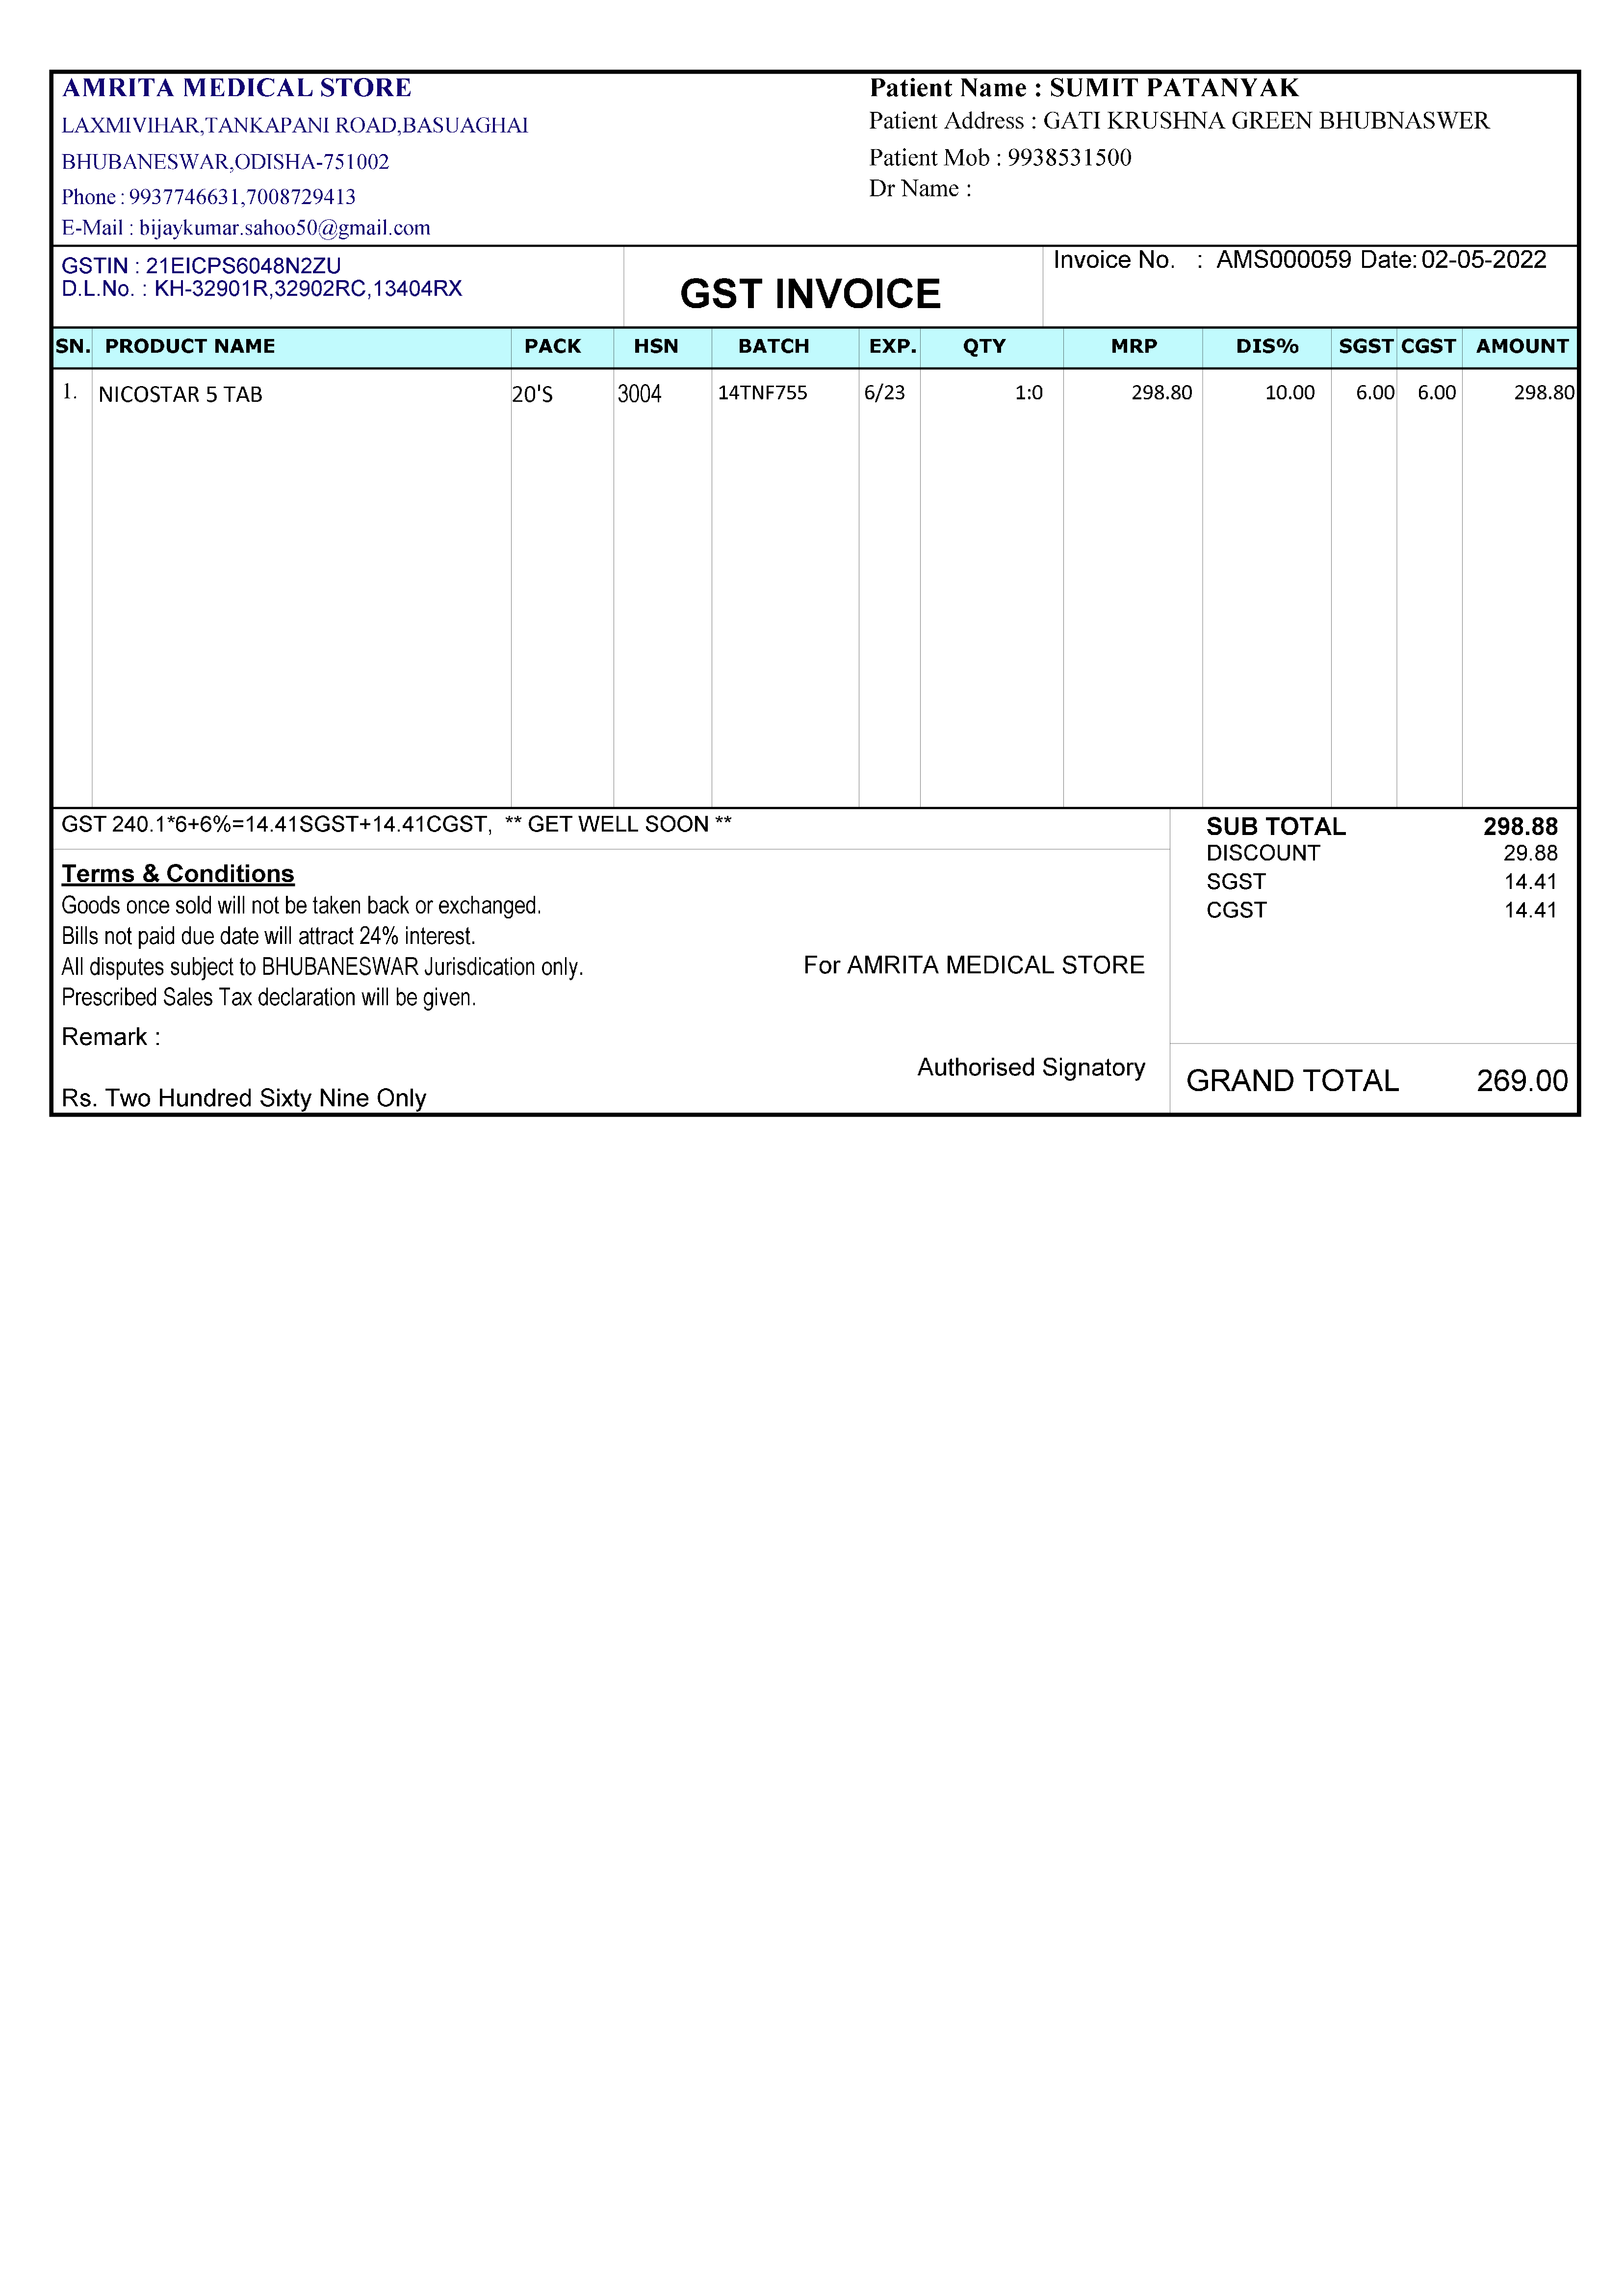 AMRITA MEDICAL STORE
LAXMIVIHAR,TANKAPANI ROAD,BASUAGHAI
BHUBANESWAR,ODISHA-751002
Phone : 9937746631,7008729413
E-Mail : bijaykumar.sahoo50@gmail.com
Patient Name : SUMIT PATANYAK
Patient Address : GATI KRUSHNA GREEN BHUBNASWER
Patient Mob : 9938531500
Dr Name :
GSTIN : 21EICPS6048N2ZU
D.L.No. : KH-32901R,32902RC,13404RX
GST INVOICE
Invoice No. : AMS000059 Date: 02-05-2022
SN. PRODUCT NAME PACK HSN BATCH EXP. QTY MRP DIS% SGST CGST AMOUNT
1. NICOSTAR 5 TAB 20'S 3004 14TNF755 6/23 1:0 298.80 10.00 6.00 6.00 298.80
GST 240.1*6+6%=14.41SGST+14.41CGST, ** GET WELL SOON **
Terms & Conditions
Goods once sold will not be taken back or exchanged.
Bills not paid due date will attract 24% interest.
All disputes subject to BHUBANESWAR Jurisdication only.
Prescribed Sales Tax declaration will be given.
Remark :
Rs. Two Hundred Sixty Nine Only
For AMRITA MEDICAL STORE
Authorised Signatory
SUB TOTAL 298.88
DISCOUNT 29.88
SGST 14.41
CGST 14.41
GRAND TOTAL 269.00